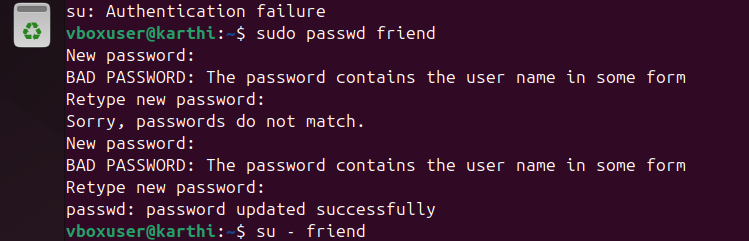 su: Authentication failure
vboxuser@karthi:~$ sudo passwd friend
New password:
BAD PASSWORD: The password contains the user name in some form
Retype new password:
Sorry, passwords do not match.
New password:
BAD PASSWORD: The password contains the user name in some form
Retype new password:
passwd: password updated successfully
vboxuser@karthi:~$ su - friend